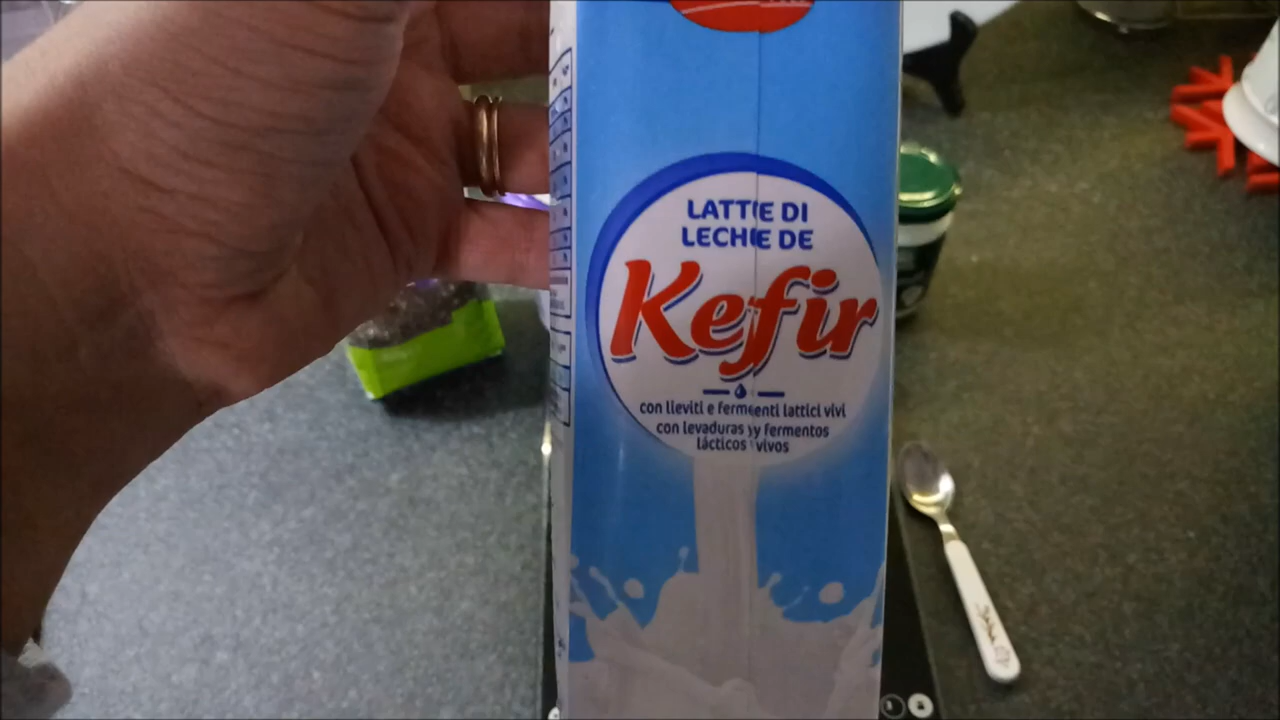 LATTE DI
LECHE DE
Kefir
con lieviti e fermenti lattici vivi
con levaduras y fermentos
lácticos vivos